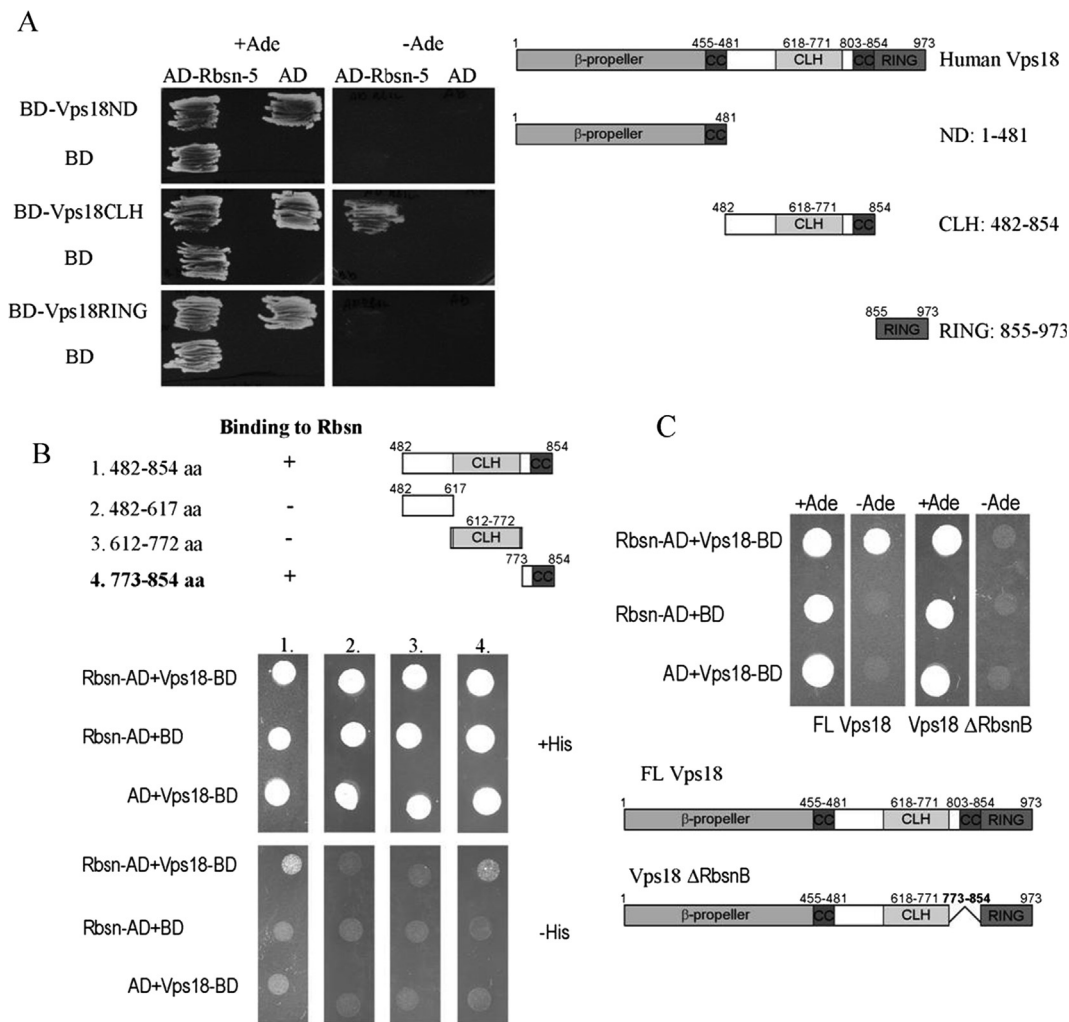 A
+Ade -Ade
AD-Rbsn-5 AD AD-Rbsn-5 AD
BD-Vps18ND
BD
BD-Vps18CLH
BD
BD-Vps18RING
BD
1 455-481 618-771 803-854 973
β-propeller CC CLH CC RING
Human Vps18
1 481
β-propeller CC
ND: 1-481
482 618-771 854
CLH CC
CLH: 482-854
855 973
RING
RING: 855-973
B
Binding to Rbsn
1. 482-854 aa +
482 854
CLH CC
2. 482-617 aa -
482 617
3. 612-772 aa -
612-772
CLH
4. 773-854 aa +
773 854
CC
1. 2. 3. 4.
Rbsn-AD+Vps18-BD
Rbsn-AD+BD
AD+Vps18-BD
+His
Rbsn-AD+Vps18-BD
Rbsn-AD+BD
AD+Vps18-BD
-His
C
+Ade -Ade +Ade -Ade
Rbsn-AD+Vps18-BD
Rbsn-AD+BD
AD+Vps18-BD
FL Vps18 Vps18 ΔRbsnB
FL Vps18
1 455-481 618-771 803-854 973
β-propeller CC CLH CC RING
Vps18 ΔRbsnB
1 455-481 618-771 773-854 973
β-propeller CC CLH RING